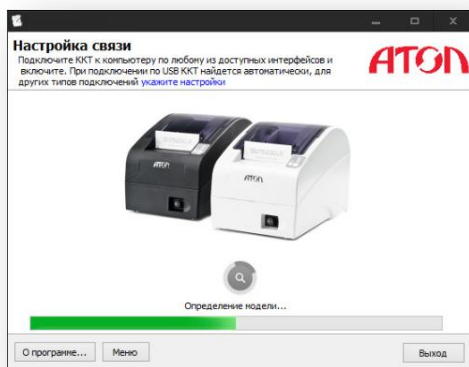 Настройка связи
Подключите ККТ к компьютеру по любому из доступных интерфейсов и
включите. При подключении по USB ККТ найдется автоматически, для
других типов подключений укажите настройки
АТОЛ
АТОЛ
АТОЛ
Определение модели...
О программе...
Меню
Выход